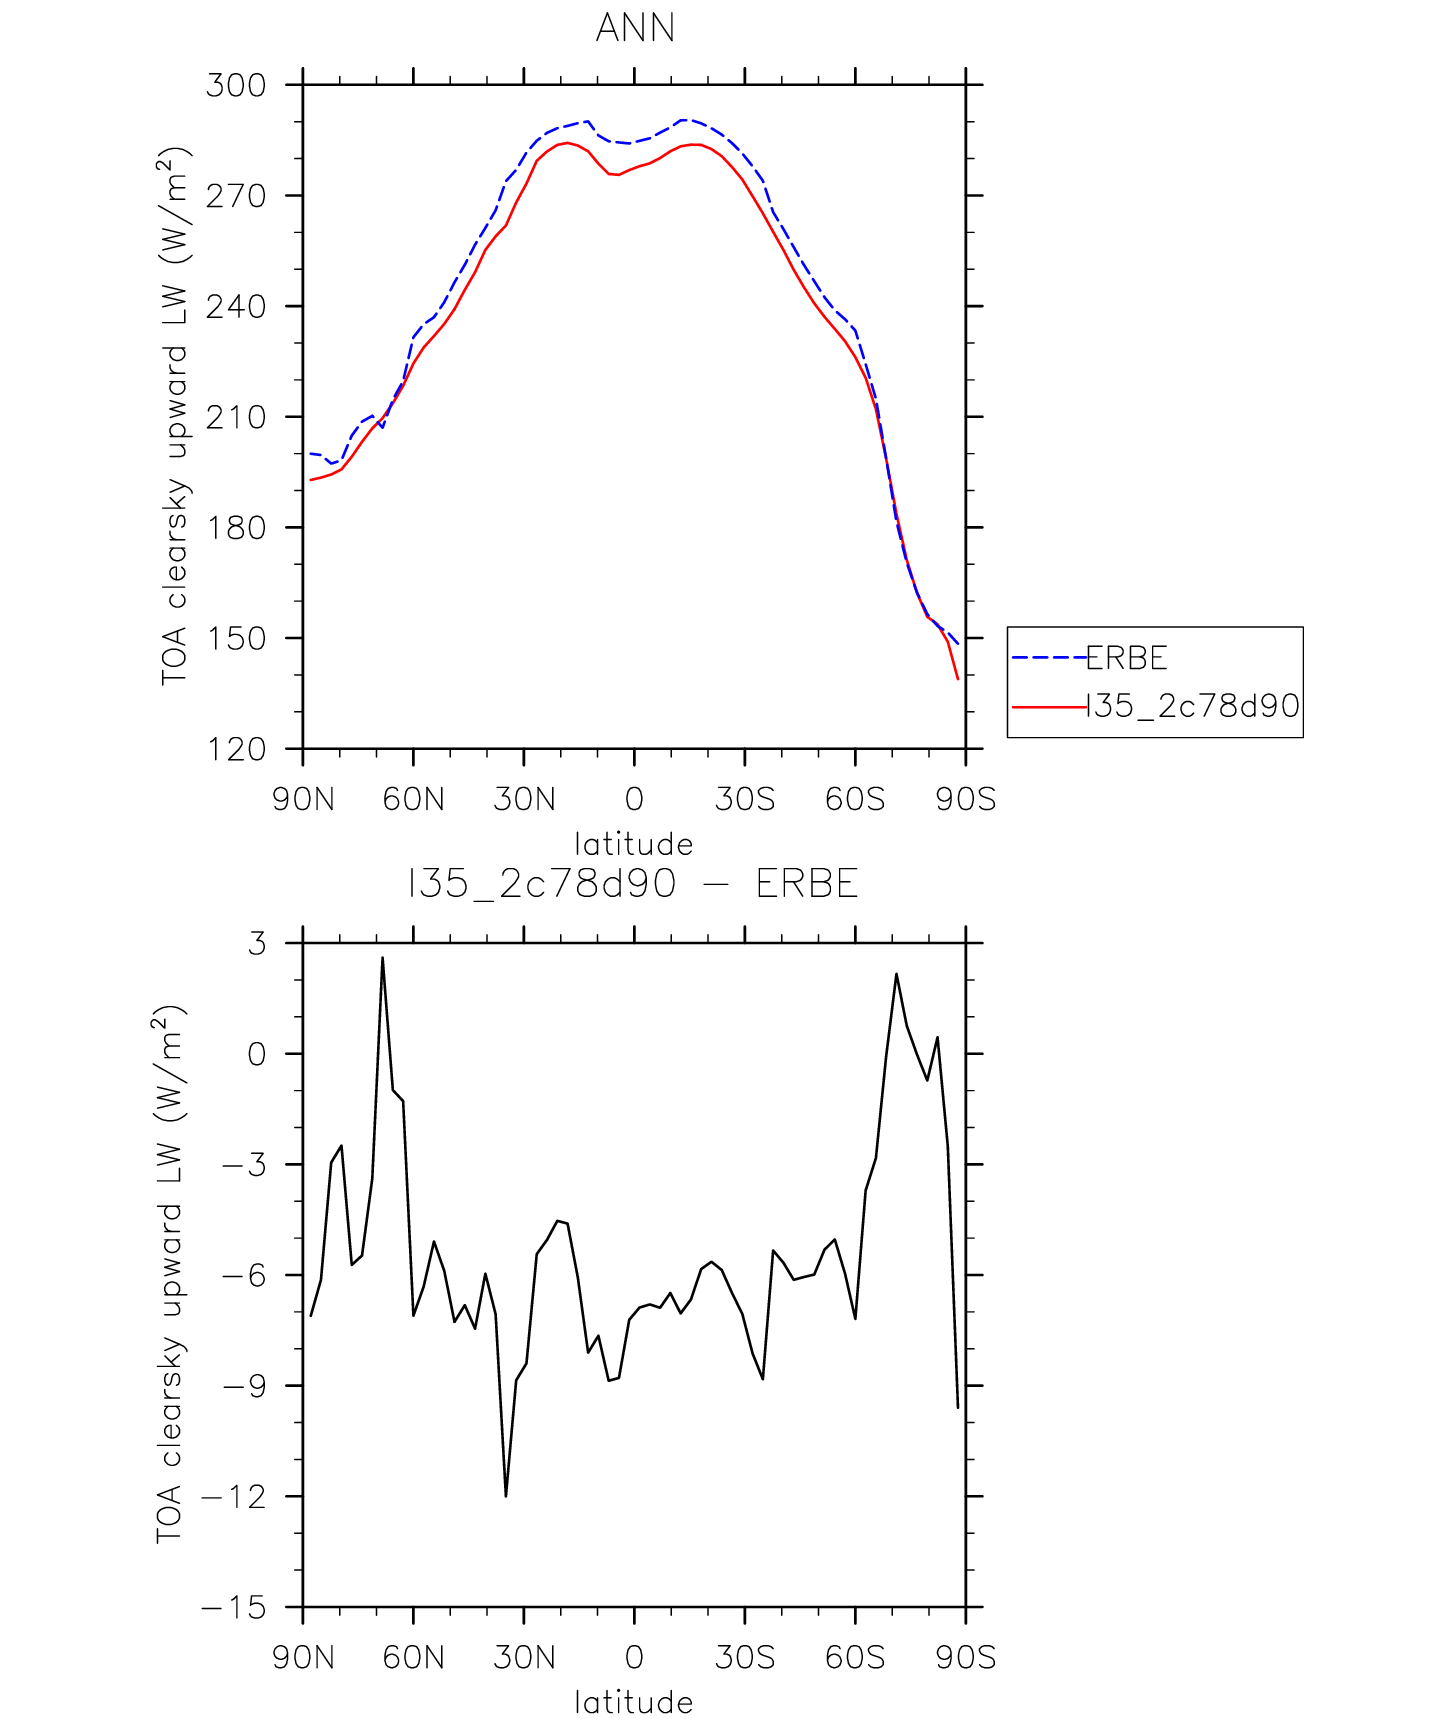 ANN
TOA clearsky upward LW (W/m²)
300
270
240
210
180
150
120
90N 60N 30N 0 30S 60S 90S
latitude
ERBE
I35_2c78d90
I35_2c78d90 − ERBE
TOA clearsky upward LW (W/m²)
3
0
−3
−6
−9
−12
−15
90N 60N 30N 0 30S 60S 90S
latitude